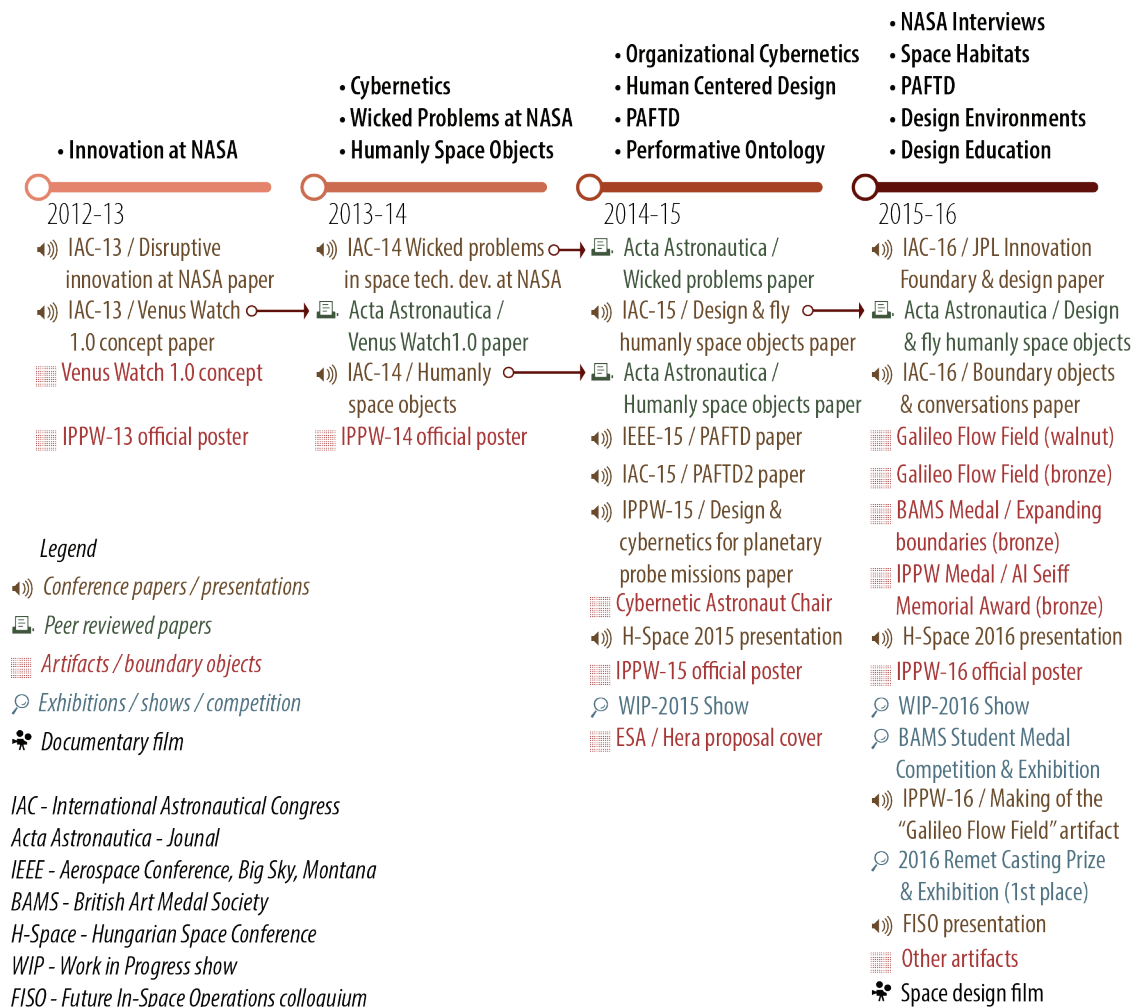 • Innovation at NASA
2012-13
IAC-13 / Disruptive
innovation at NASA paper
IAC-13 / Venus Watch
1.0 concept paper
Venus Watch 1.0 concept
IPPW-13 official poster
• Cybernetics
• Wicked Problems at NASA
• Humanly Space Objects
2013-14
IAC-14 Wicked problems
in space tech. dev. at NASA
Acta Astronautica /
Venus Watch1.0 paper
IAC-14 / Humanly
space objects
IPPW-14 official poster
• Organizational Cybernetics
• Human Centered Design
• PAFTD
• Performative Ontology
2014-15
Acta Astronautica /
Wicked problems paper
IAC-15 / Design & fly
humanly space objects paper
Acta Astronautica /
Humanly space objects paper
IEEE-15 / PAFTD paper
IAC-15 / PAFTD2 paper
IPPW-15 / Design &
cybernetics for planetary
probe missions paper
Cybernetic Astronaut Chair
H-Space 2015 presentation
IPPW-15 official poster
WIP-2015 Show
ESA / Hera proposal cover
• NASA Interviews
• Space Habitats
• PAFTD
• Design Environments
• Design Education
2015-16
IAC-16 / JPL Innovation
Foundary & design paper
Acta Astronautica / Design
& fly humanly space objects
IAC-16 / Boundary objects
& conversations paper
Galileo Flow Field (walnut)
Galileo Flow Field (bronze)
BAMS Medal / Expanding
boundaries (bronze)
IPPW Medal / Al Seiff
Memorial Award (bronze)
H-Space 2016 presentation
IPPW-16 official poster
WIP-2016 Show
BAMS Student Medal
Competition & Exhibition
IPPW-16 / Making of the
“Galileo Flow Field” artifact
2016 Remet Casting Prize
& Exhibition (1st place)
FISO presentation
Other artifacts
Space design film
Legend
Conference papers / presentations
Peer reviewed papers
Artifacts / boundary objects
Exhibitions / shows / competition
Documentary film
IAC - International Astronautical Congress
Acta Astronautica - Jounal
IEEE - Aerospace Conference, Big Sky, Montana
BAMS - British Art Medal Society
H-Space - Hungarian Space Conference
WIP - Work in Progress show
FISO - Future In-Space Operations colloquium